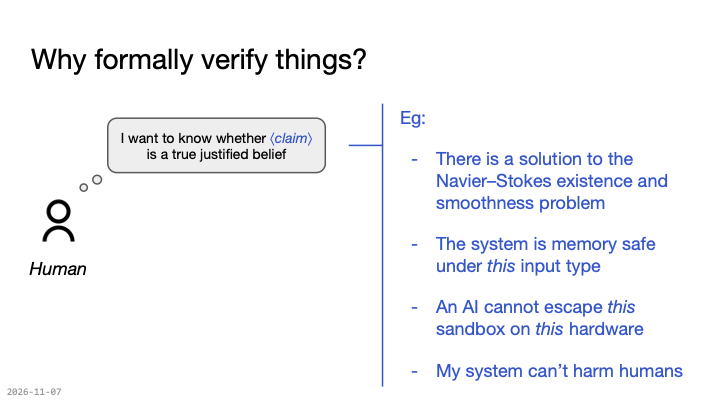 Why formally verify things?
I want to know whether ⟨claim⟩
is a true justified belief
Human
Eg:
- There is a solution to the
Navier–Stokes existence and
smoothness problem
- The system is memory safe
under this input type
- An AI cannot escape this
sandbox on this hardware
- My system can’t harm humans
2026-11-07